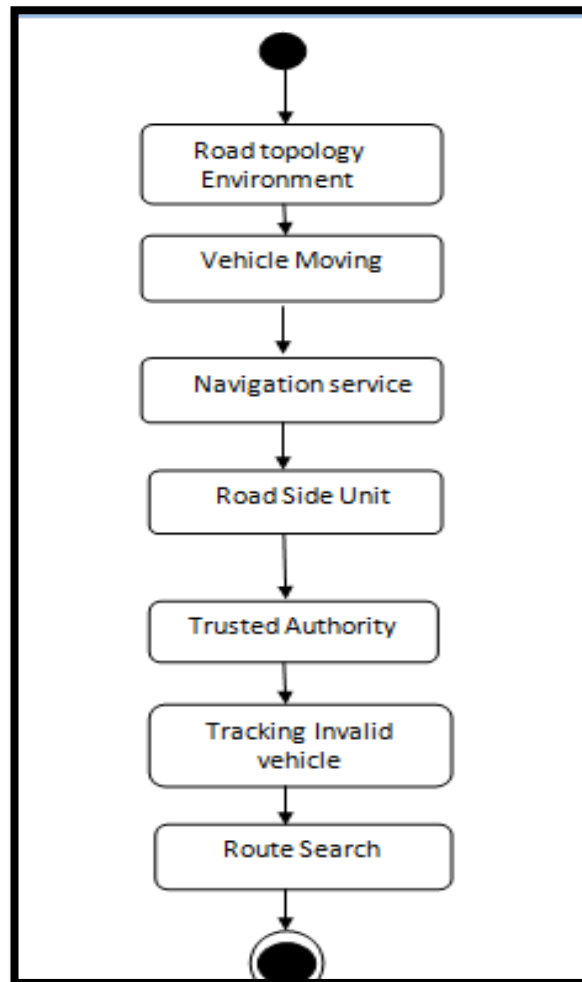 Road topology
Environment
Vehicle Moving
Navigation service
Road Side Unit
Trusted Authority
Tracking Invalid
vehicle
Route Search